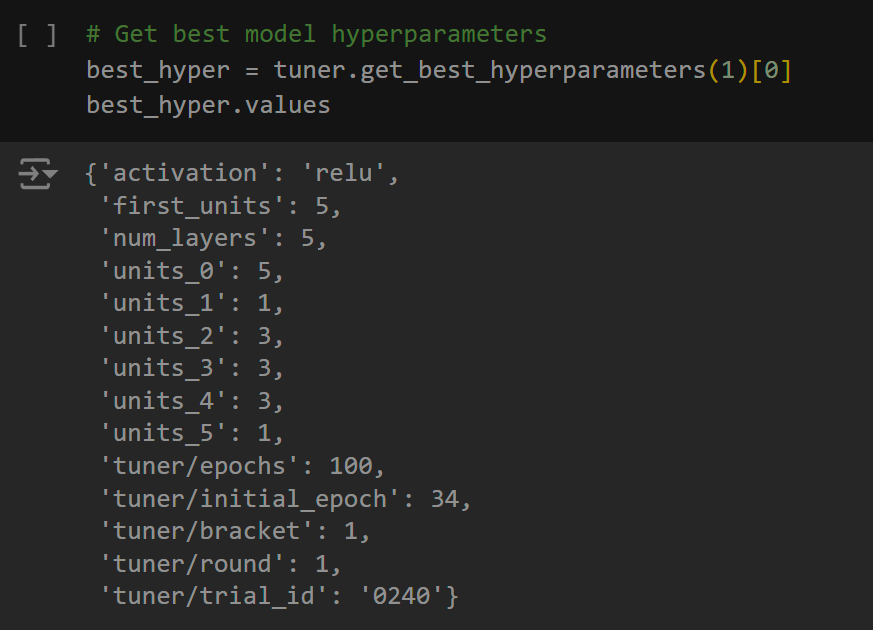 [ ] # Get best model hyperparameters
best_hyper = tuner.get_best_hyperparameters(1)[0]
best_hyper.values
{'activation': 'relu',
 'first_units': 5,
 'num_layers': 5,
 'units_0': 5,
 'units_1': 1,
 'units_2': 3,
 'units_3': 3,
 'units_4': 3,
 'units_5': 1,
 'tuner/epochs': 100,
 'tuner/initial_epoch': 34,
 'tuner/bracket': 1,
 'tuner/round': 1,
 'tuner/trial_id': '0240'}